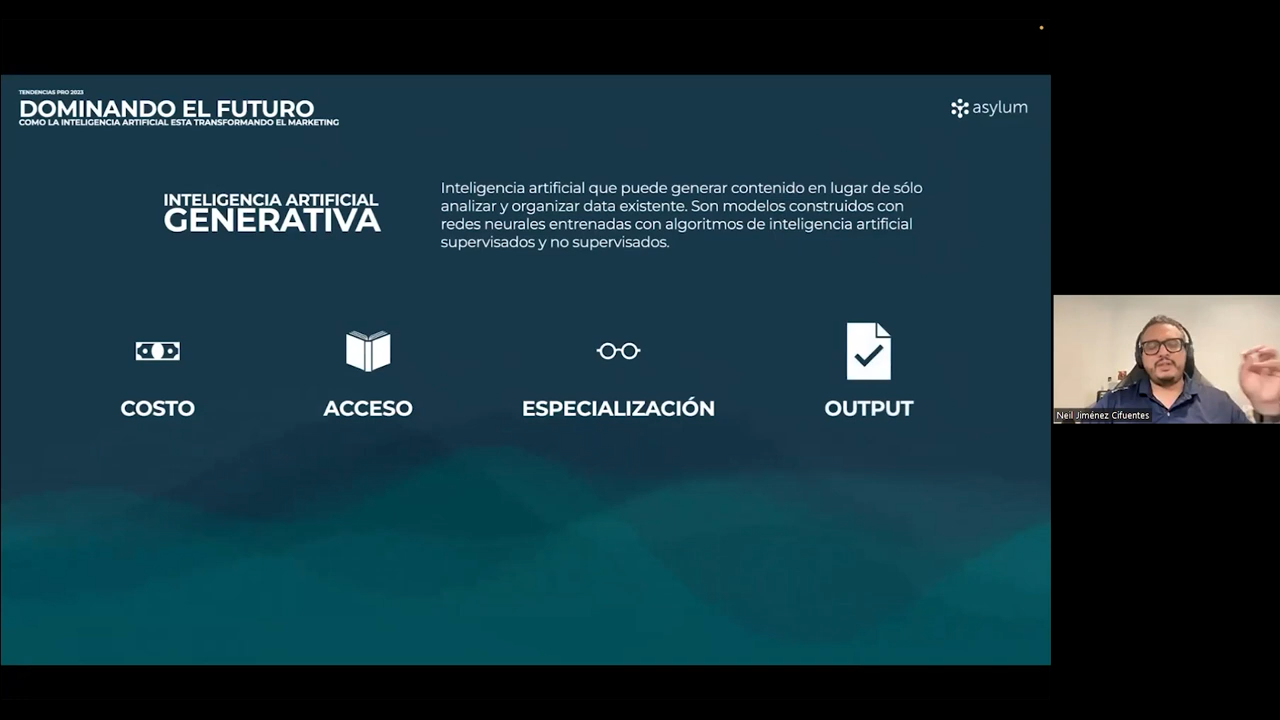 TENDENCIAS PRO 2023
DOMINANDO EL FUTURO
COMO LA INTELIGENCIA ARTIFICIAL ESTA TRANSFORMANDO EL MARKETING
asylum
INTELIGENCIA ARTIFICIAL
GENERATIVA
Inteligencia artificial que puede generar contenido en lugar de sólo
analizar y organizar data existente. Son modelos construidos con
redes neurales entrenadas con algoritmos de inteligencia artificial
supervisados y no supervisados.
COSTO
ACCESO
ESPECIALIZACIÓN
OUTPUT
Neil Jiménez Cifuentes